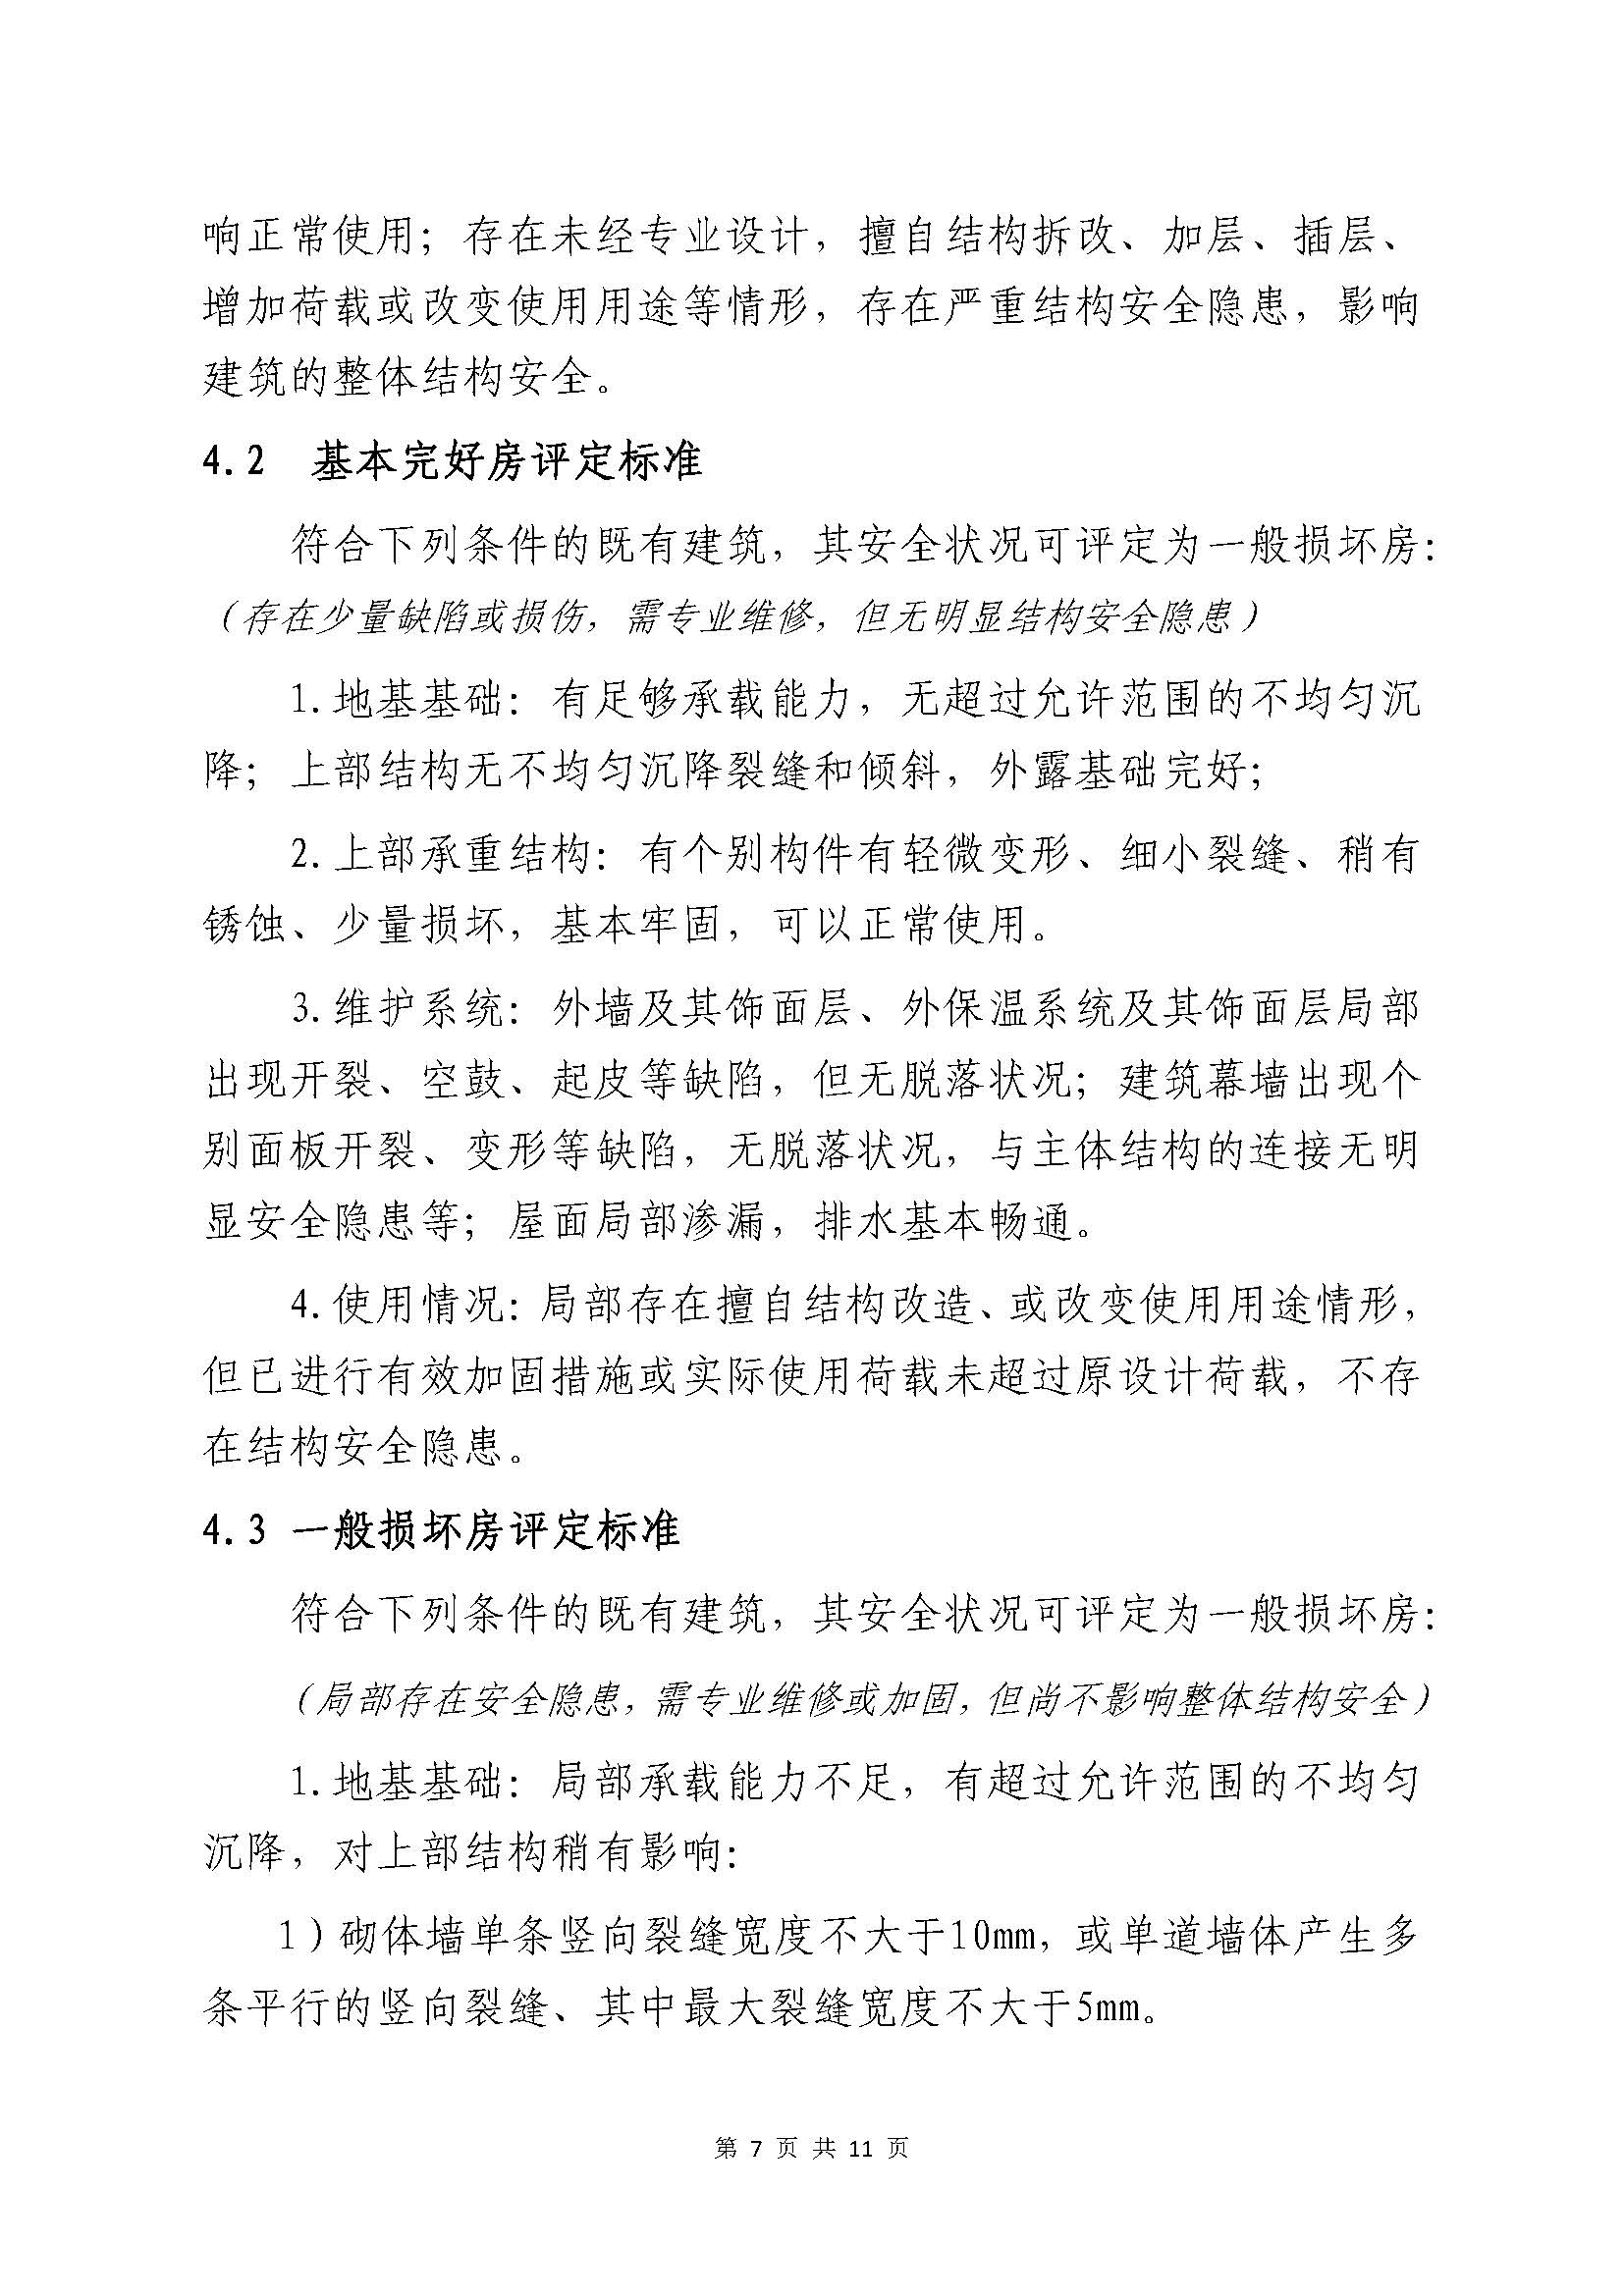 响正常使用；存在未经专业设计，擅自结构拆改、加层、插层、
增加荷载或改变使用用途等情形，存在严重结构安全隐患，影响
建筑的整体结构安全。
4.2 基本完好房评定标准
符合下列条件的既有建筑，其安全状况可评定为一般损坏房：
（存在少量缺陷或损伤，需专业维修，但无明显结构安全隐患）
1.地基基础：有足够承载能力，无超过允许范围的不均匀沉
降；上部结构无不均匀沉降裂缝和倾斜，外露基础完好；
2.上部承重结构：有个别构件有轻微变形、细小裂缝、稍有
锈蚀、少量损坏，基本牢固，可以正常使用。
3.维护系统：外墙及其饰面层、外保温系统及其饰面层局部
出现开裂、空鼓、起皮等缺陷，但无脱落状况；建筑幕墙出现个
别面板开裂、变形等缺陷，无脱落状况，与主体结构的连接无明
显安全隐患等；屋面局部渗漏，排水基本畅通。
4.使用情况：局部存在擅自结构改造、或改变使用用途情形，
但已进行有效加固措施或实际使用荷载未超过原设计荷载，不存
在结构安全隐患。
4.3 一般损坏房评定标准
符合下列条件的既有建筑，其安全状况可评定为一般损坏房：
（局部存在安全隐患，需专业维修或加固，但尚不影响整体结构安全）
1.地基基础：局部承载能力不足，有超过允许范围的不均匀
沉降，对上部结构稍有影响：
1）砌体墙单条竖向裂缝宽度不大于10mm，或单道墙体产生多
条平行的竖向裂缝、其中最大裂缝宽度不大于5mm。
第 7 页 共 11 页